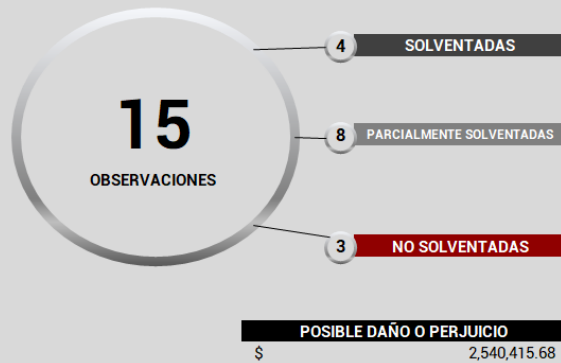 15
OBSERVACIONES
4 SOLVENTADAS
8 PARCIALMENTE SOLVENTADAS
3 NO SOLVENTADAS
POSIBLE DAÑO O PERJUICIO
$ 2,540,415.68